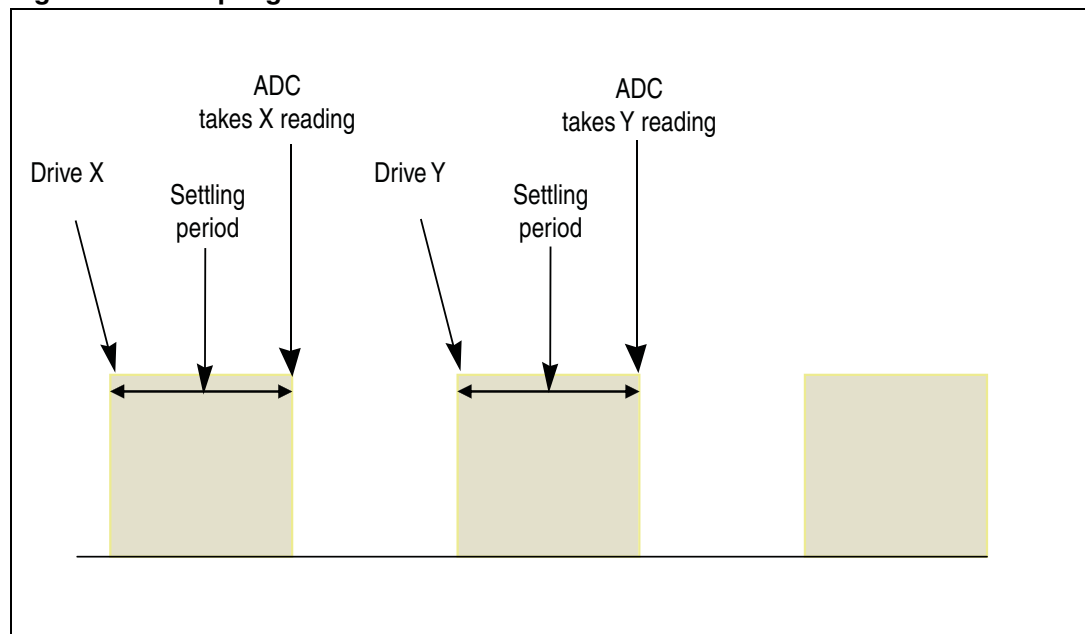 ADC
takes X reading
ADC
takes Y reading
Drive X
Settling
period
Drive Y
Settling
period